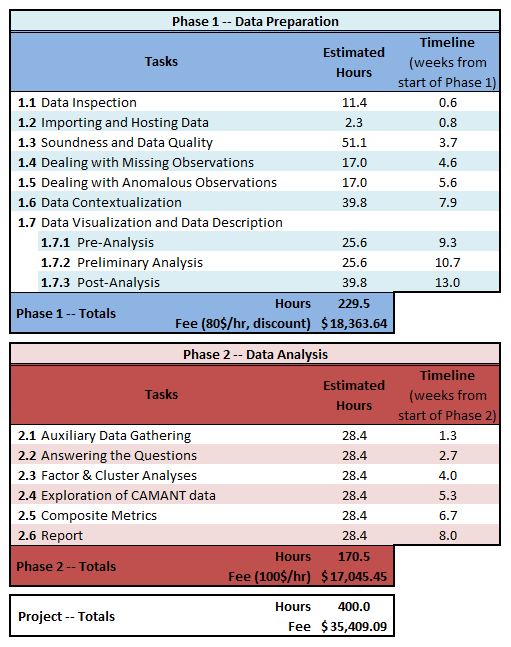 Phase 1 -- Data Preparation
Tasks Estimated Hours Timeline (weeks from start of Phase 1)
1.1 Data Inspection 11.4 0.6
1.2 Importing and Hosting Data 2.3 0.8
1.3 Soundness and Data Quality 51.1 3.7
1.4 Dealing with Missing Observations 17.0 4.6
1.5 Dealing with Anomalous Observations 17.0 5.6
1.6 Data Contextualization 39.8 7.9
1.7 Data Visualization and Data Description
1.7.1 Pre-Analysis 25.6 9.3
1.7.2 Preliminary Analysis 25.6 10.7
1.7.3 Post-Analysis 39.8 13.0
Phase 1 -- Totals
Hours 229.5
Fee (80$/hr, discount) $18,363.64
Phase 2 -- Data Analysis
Tasks Estimated Hours Timeline (weeks from start of Phase 2)
2.1 Auxiliary Data Gathering 28.4 1.3
2.2 Answering the Questions 28.4 2.7
2.3 Factor & Cluster Analyses 28.4 4.0
2.4 Exploration of CAMANT data 28.4 5.3
2.5 Composite Metrics 28.4 6.7
2.6 Report 28.4 8.0
Phase 2 -- Totals
Hours 170.5
Fee (100$/hr) $17,045.45
Project -- Totals
Hours 400.0
Fee $35,409.09